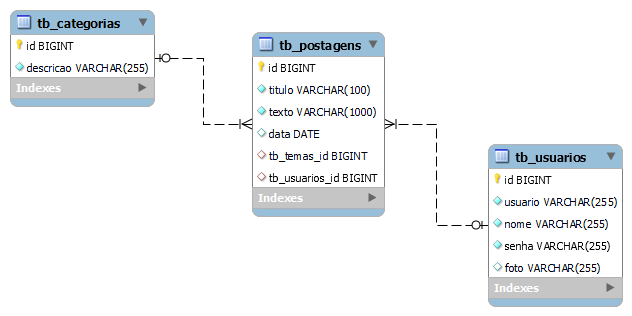 tb_categorias
id BIGINT
descricao VARCHAR(255)
Indexes
tb_postagens
id BIGINT
titulo VARCHAR(100)
texto VARCHAR(1000)
data DATE
tb_temas_id BIGINT
tb_usuarios_id BIGINT
Indexes
tb_usuarios
id BIGINT
usuario VARCHAR(255)
nome VARCHAR(255)
senha VARCHAR(255)
foto VARCHAR(255)
Indexes